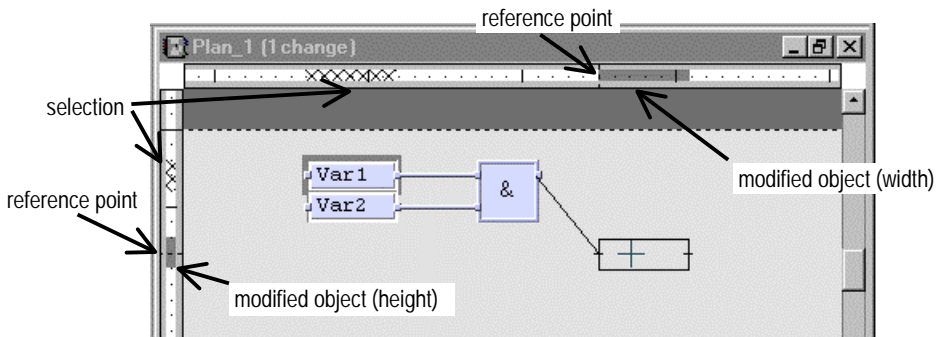 reference point
Plan_1 (1 change)
selection
Var1
&
modified object (width)
Var2
reference point
modified object (height)